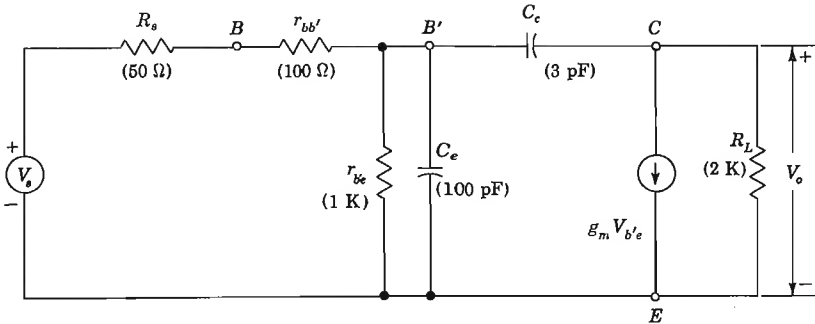 R_s
(50 Ω)
B
r_bb'
(100 Ω)
B'
C_c
(3 pF)
C
+
+
V_s
−
r_b'e
(1 K)
C_e
(100 pF)
g_m V_b'e
R_L
(2 K)
V_o
−
E